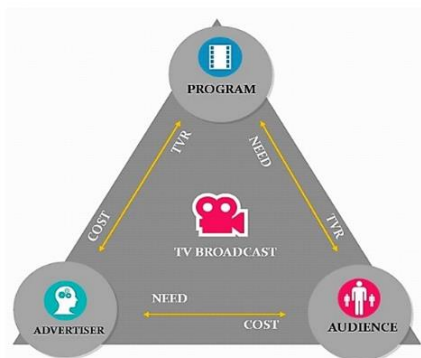 PROGRAM
TVR
NEED
COST
TVR
TV BROADCAST
NEED
COST
ADVERTISER
AUDIENCE